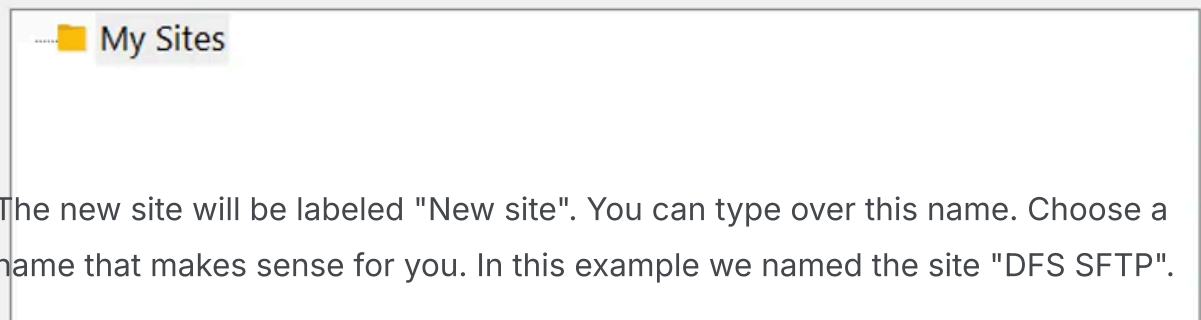 My Sites
The new site will be labeled "New site". You can type over this name. Choose a
name that makes sense for you. In this example we named the site "DFS SFTP".